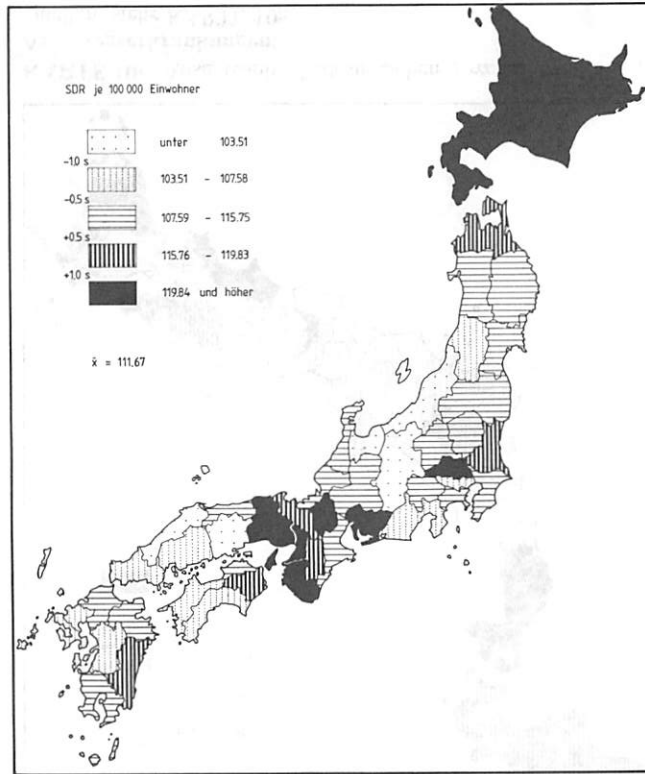 SDR je 100 000 Einwohner
unter 103.51
-1.0 s
103.51 - 107.58
-0.5 s
107.59 - 115.75
+0.5 s
115.76 - 119.83
+1.0 s
119.84 und höher
x̄ = 111.67